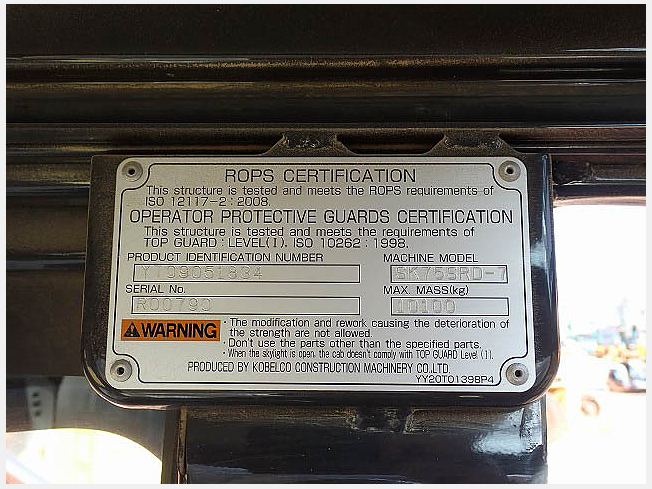 ROPS CERTIFICATION
This structure is tested and meets the ROPS requirements of
ISO 12117-2:2008.
OPERATOR PROTECTIVE GUARDS CERTIFICATION
This structure is tested and meets the requirements of
TOP GUARD : LEVEL(I). ISO 10262 : 1998.
PRODUCT IDENTIFICATION NUMBER MACHINE MODEL
YT09051834 SK75SRD-7
SERIAL No. MAX. MASS(kg)
R00790 10100
WARNING
· The modification and rework causing the deterioration of
the strength are not allowed.
· Don't use the parts other than the specified parts.
· When the skylight is open, the cab doesn't comply with TOP GUARD Level (I).
PRODUCED BY KOBELCO CONSTRUCTION MACHINERY CO.,LTD.
YY20T01398P4